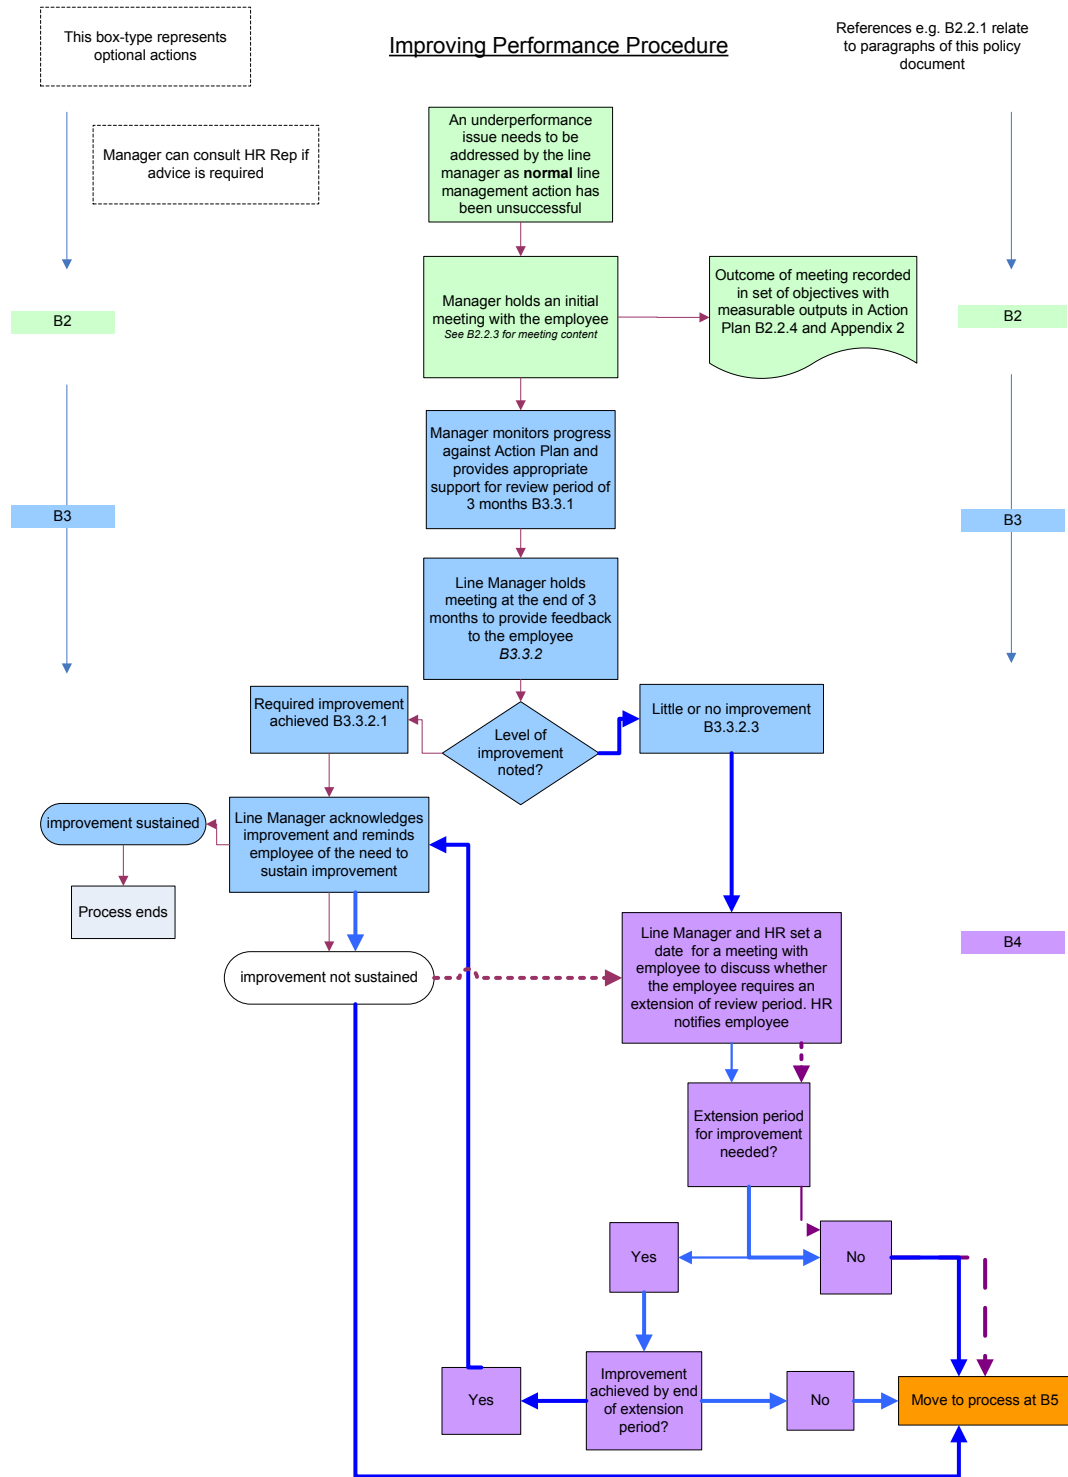 This box-type represents
optional actions
Improving Performance Procedure
References e.g. B2.2.1 relate
to paragraphs of this policy
document
Manager can consult HR Rep if
advice is required
An
underperformance
issue needs to be
addressed by the line
manager as normal line
management action has
been unsuccessful
B2
Manager holds an initial
meeting with the employee
See B2.2.3 for meeting content
Outcome of meeting recorded
in set of objectives with
measurable outputs in Action
Plan B2.2.4 and Appendix 2
B2
Manager monitors progress
against Action Plan and
provides appropriate
support for review period of
3 months B3.3.1
B3
B3
Line Manager holds
meeting at the end of 3
months to provide feedback
to the employee
B3.3.2
Required improvement
achieved B3.3.2.1
Level of
improvement
noted?
Little or no improvement
B3.3.2.3
improvement sustained
Line Manager acknowledges
improvement and reminds
employee of the need to
sustain improvement
Process ends
improvement not sustained
Line Manager and HR set a
date for a meeting with
employee to discuss whether
the employee requires an
extension of review period. HR
notifies employee
B4
Extension period
for improvement
needed?
Yes
No
Yes
Improvement
achieved by end
of extension
period?
No
Move to process at B5